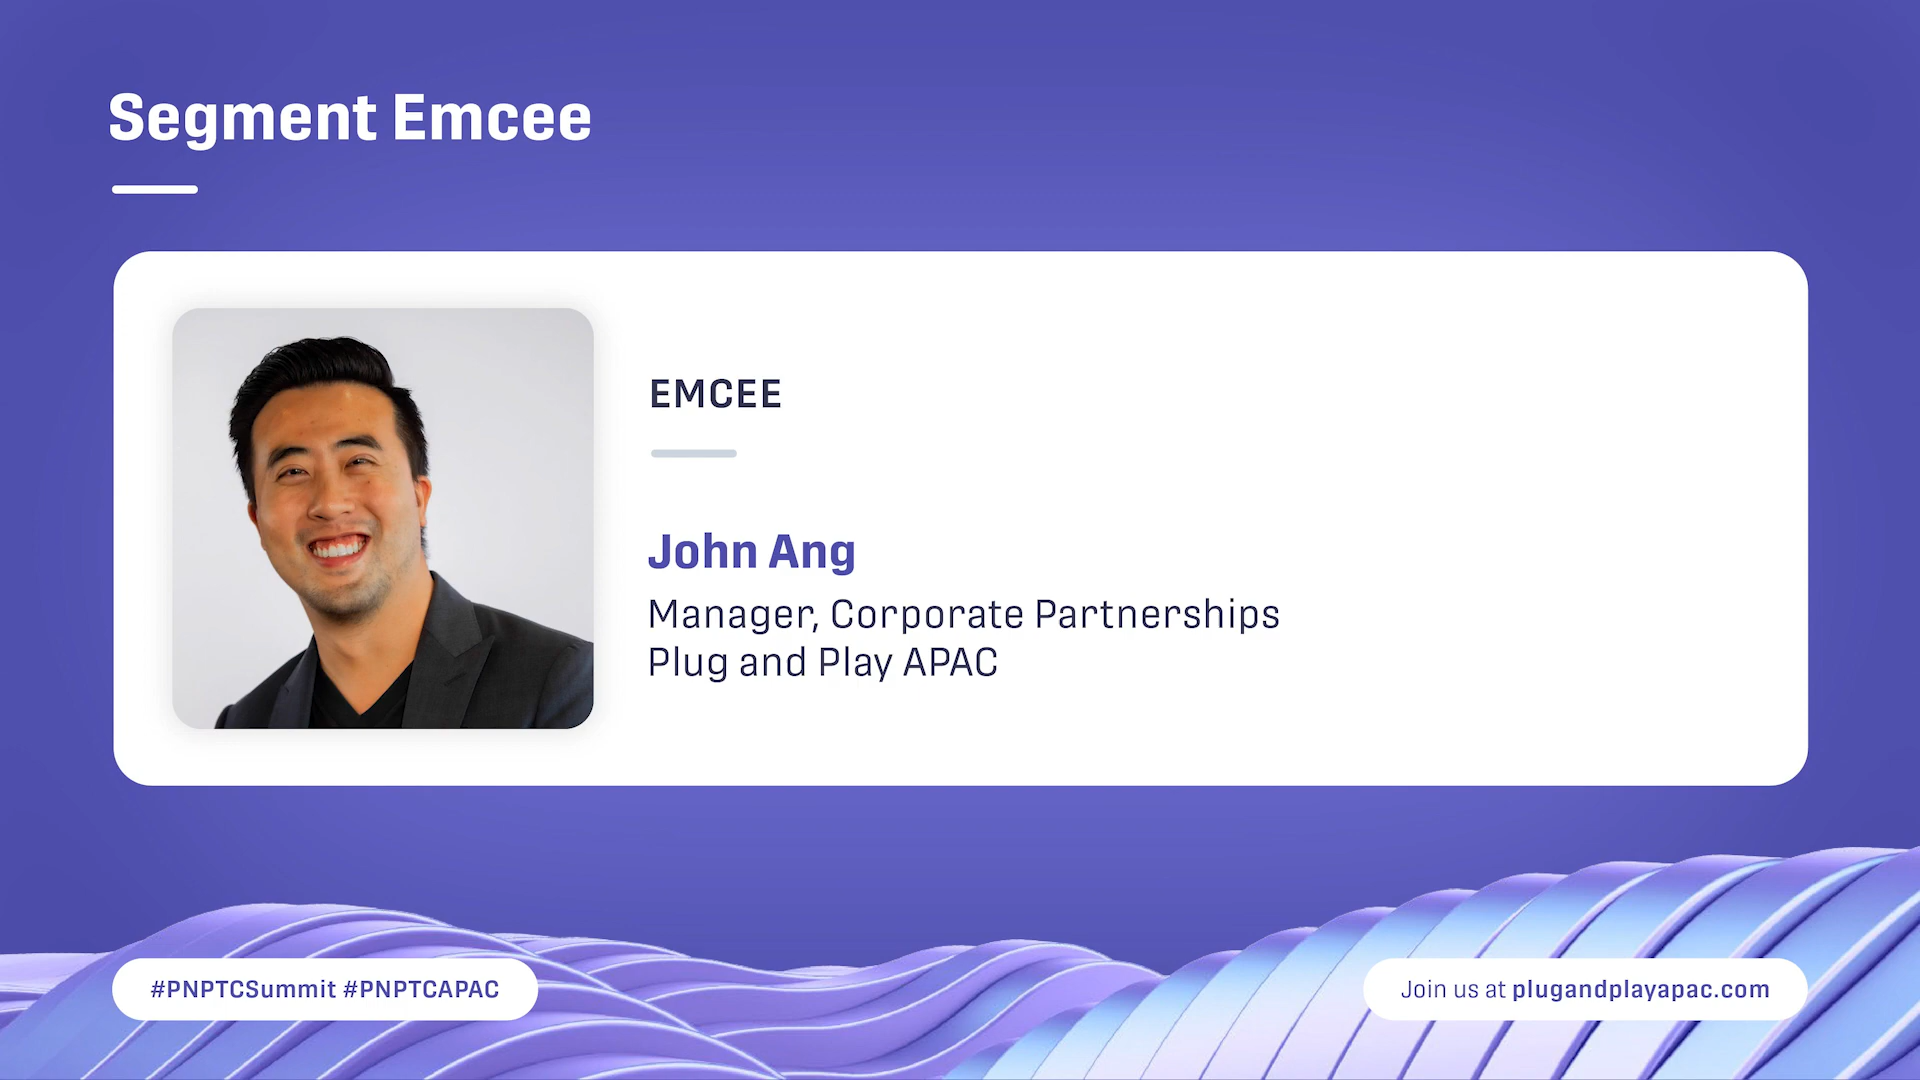 Segment Emcee
EMCEE
John Ang
Manager, Corporate Partnerships
Plug and Play APAC
#PNPTCSummit #PNPTCAPAC
Join us at plugandplayapac.com